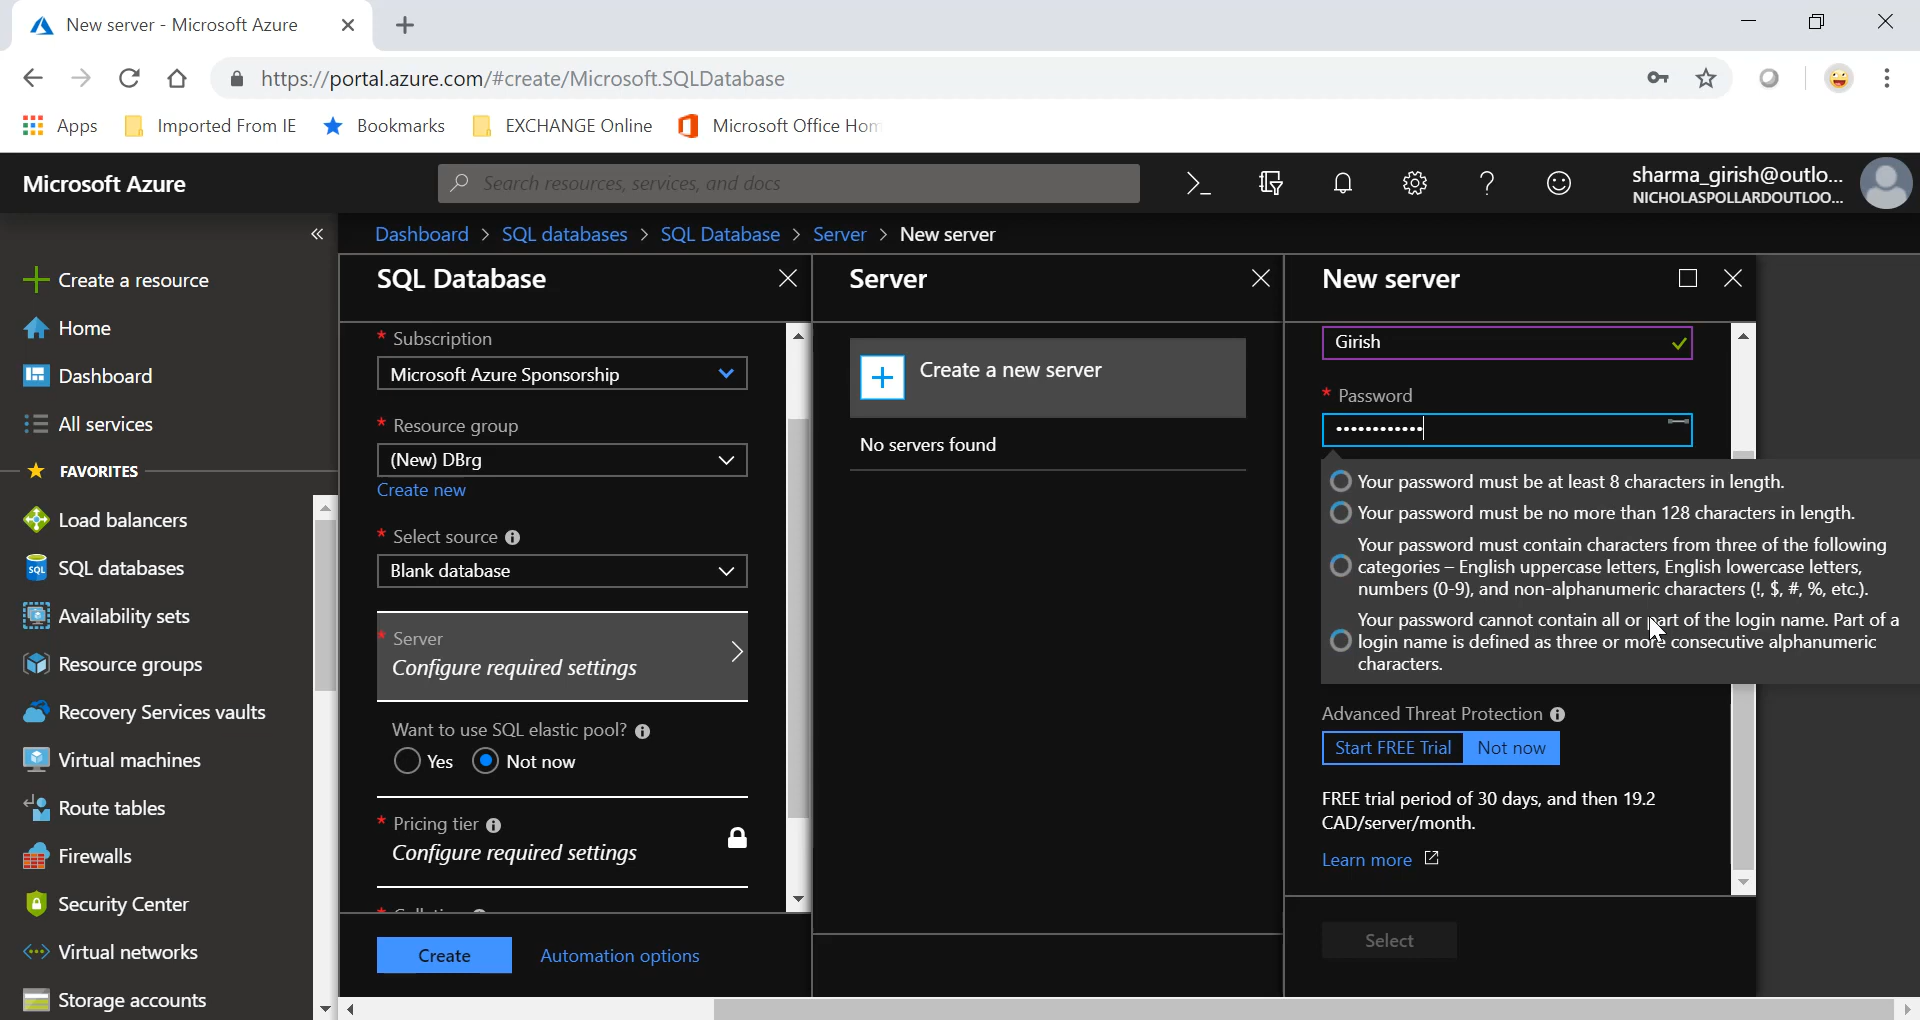 New server - Microsoft Azure
https://portal.azure.com/#create/Microsoft.SQLDatabase
Apps
Imported From IE
Bookmarks
EXCHANGE Online
Microsoft Office Hom
Microsoft Azure
Search resources, services, and docs
sharma_girish@outlo...
NICHOLASPOLLARDOUTLOO...
Dashboard > SQL databases > SQL Database > Server > New server
Create a resource
Home
Dashboard
All services
FAVORITES
Load balancers
SQL databases
Availability sets
Resource groups
Recovery Services vaults
Virtual machines
Route tables
Firewalls
Security Center
Virtual networks
Storage accounts
SQL Database
* Subscription
Microsoft Azure Sponsorship
* Resource group
(New) DBrg
Create new
* Select source
Blank database
* Server
Configure required settings
Want to use SQL elastic pool?
Yes
Not now
* Pricing tier
Configure required settings
Create
Automation options
Server
Create a new server
No servers found
New server
Girish
* Password
Your password must be at least 8 characters in length.
Your password must be no more than 128 characters in length.
Your password must contain characters from three of the following
categories – English uppercase letters, English lowercase letters,
numbers (0-9), and non-alphanumeric characters (!, $, #, %, etc.).
Your password cannot contain all or part of the login name. Part of a
login name is defined as three or more consecutive alphanumeric
characters.
Advanced Threat Protection
Start FREE Trial
Not now
FREE trial period of 30 days, and then 19.2
CAD/server/month.
Learn more
Select